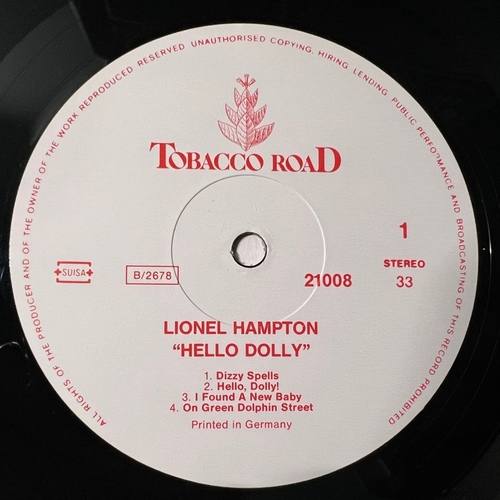 ALL RIGHTS OF THE PRODUCER AND OF THE OWNER OF THE WORK REPRODUCED RESERVED UNAUTHORISED COPYING, HIRING, LENDING, PUBLIC PERFORMANCE AND BROADCASTING OF THIS RECORD PROHIBITED
TOBACCO ROAD
1
SUISA
B/2678
21008
STEREO
33
LIONEL HAMPTON
“HELLO DOLLY”
1. Dizzy Spells
2. Hello, Dolly!
3. I Found A New Baby
4. On Green Dolphin Street
Printed in Germany